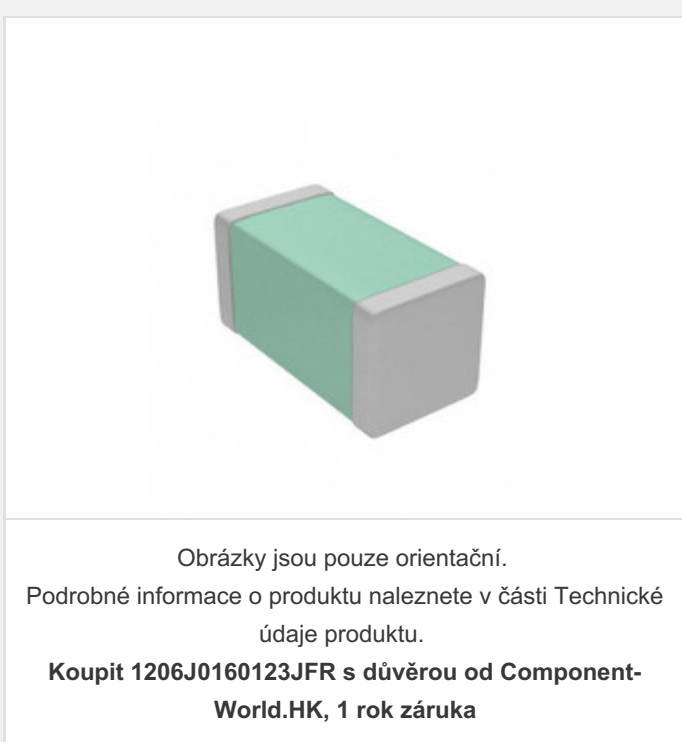 Obrázky jsou pouze orientační.
Podrobné informace o produktu naleznete v části Technické
údaje produktu.
Koupit 1206J0160123JFR s důvěrou od Component-
World.HK, 1 rok záruka